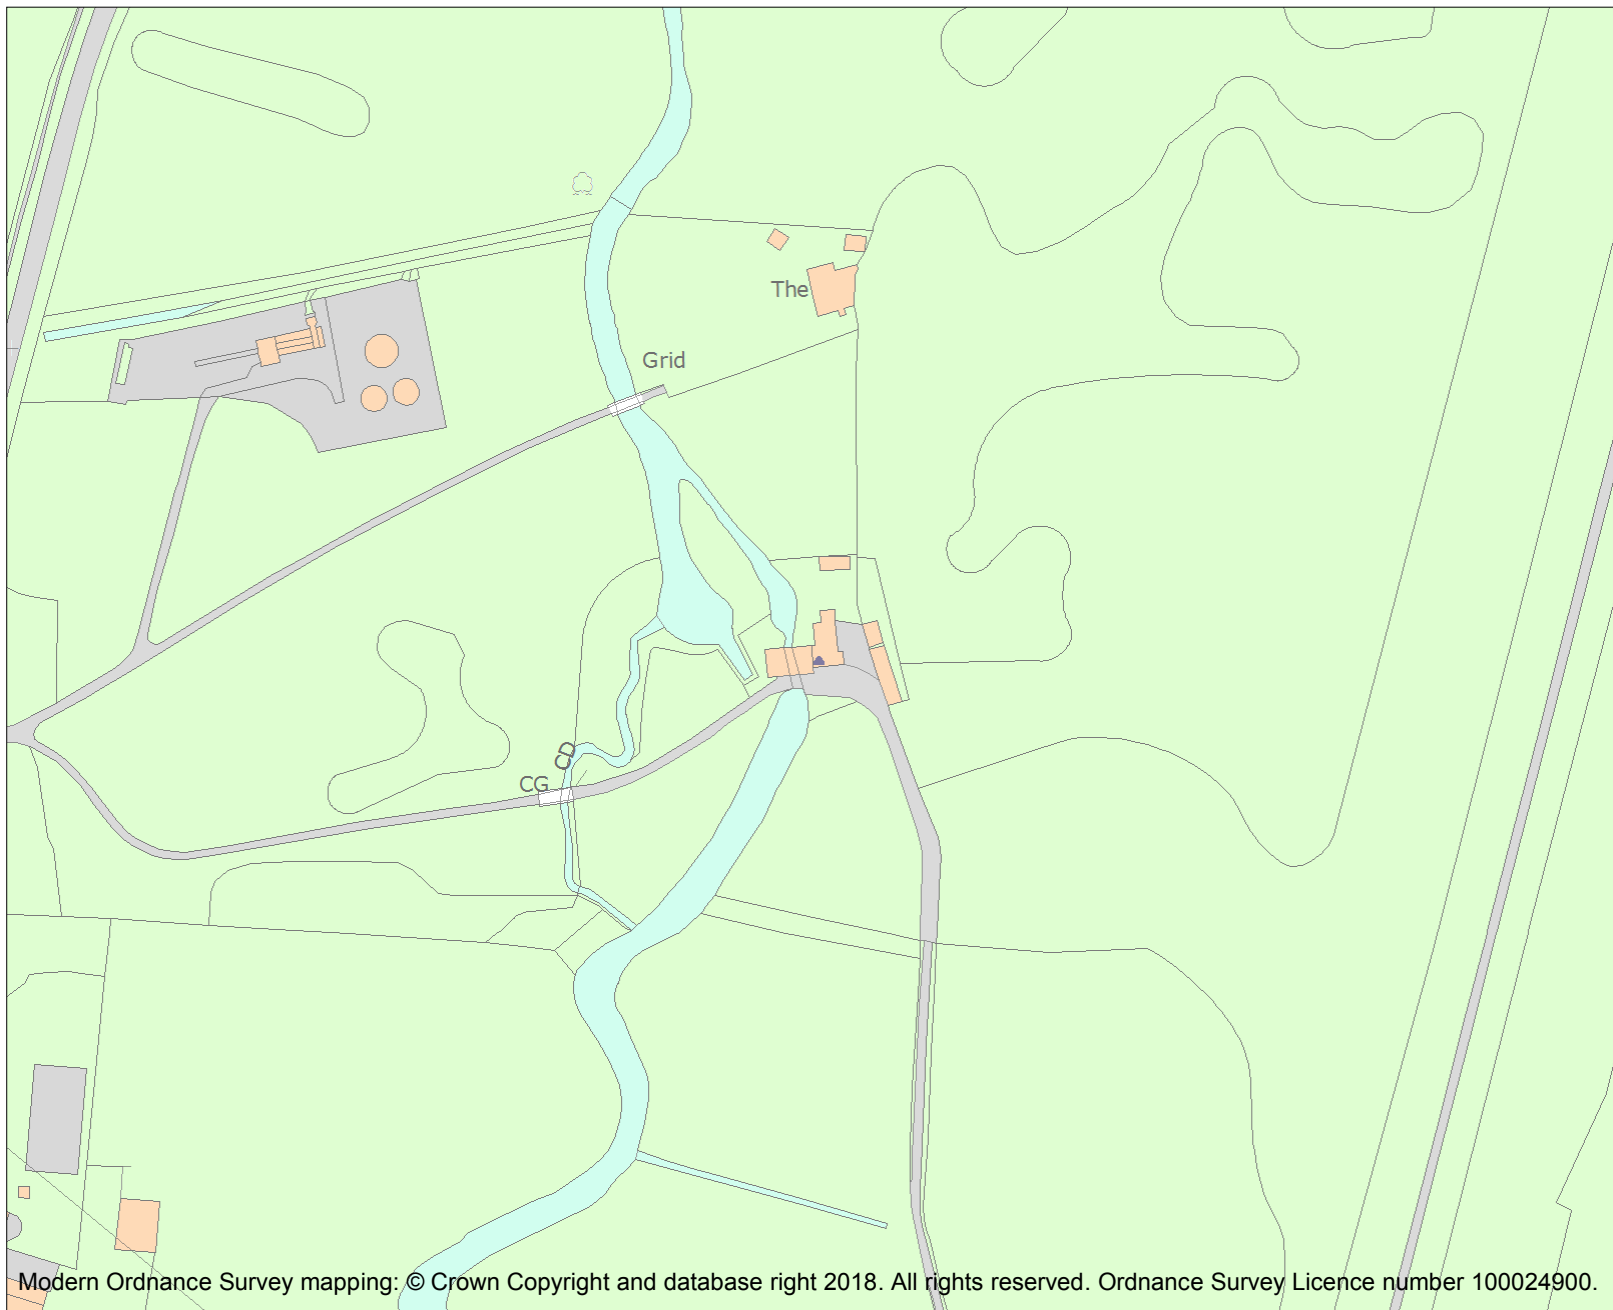 The
Grid
CD
CG
Modern Ordnance Survey mapping: © Crown Copyright and database right 2018. All rights reserved. Ordnance Survey Licence number 100024900.